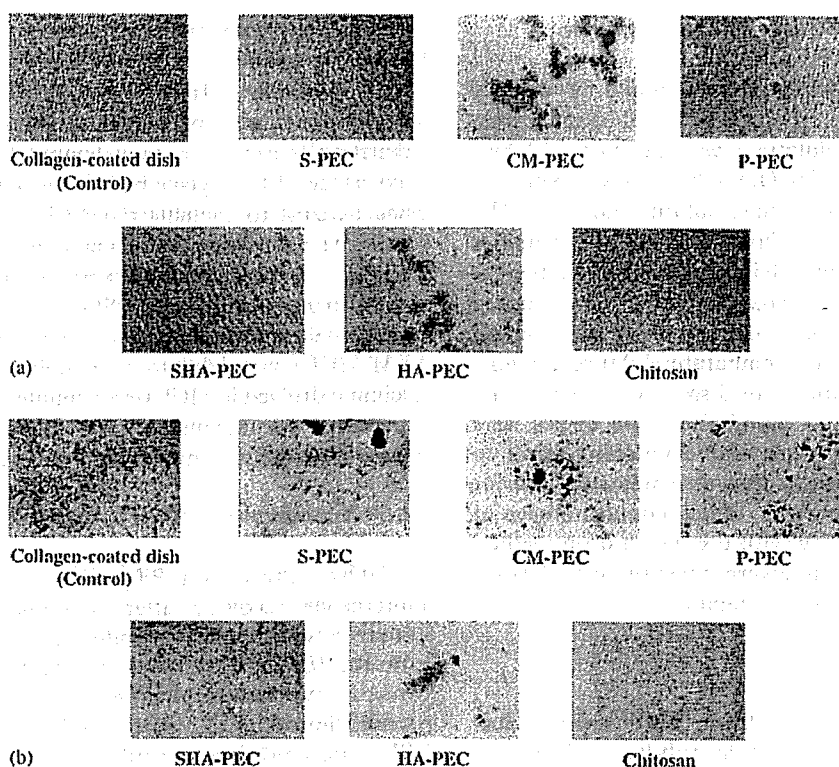 Collagen-coated dish S-PEC CM-PEC P-PEC
(Control)
(a) SHA-PEC HA-PEC Chitosan
Collagen-coated dish S-PEC CM-PEC P-PEC
(Control)
(b) SHA-PEC HA-PEC Chitosan